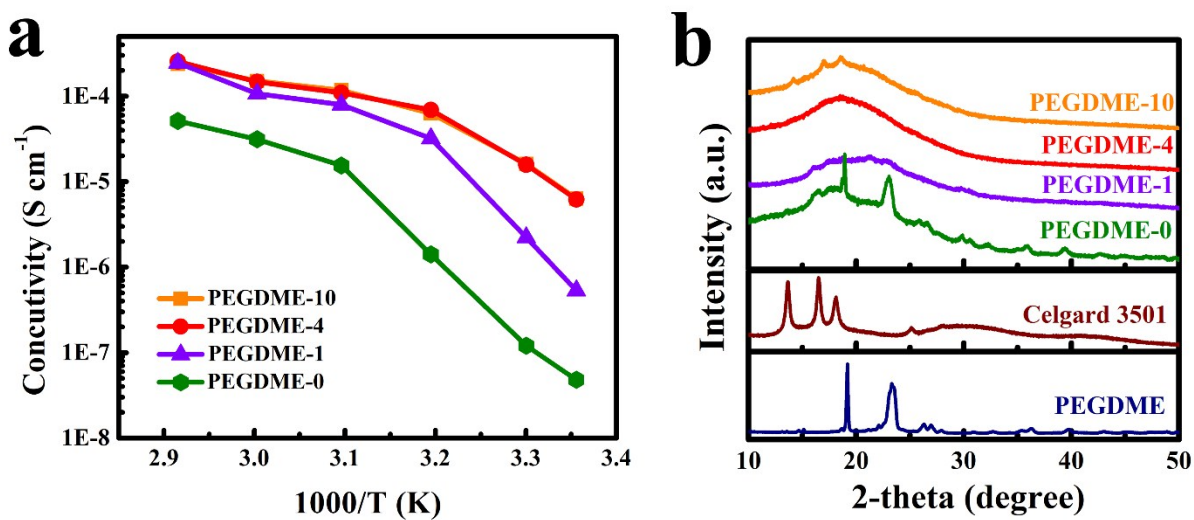 a
Concutivity (S cm⁻¹)
1E-4
1E-5
1E-6
1E-7
1E-8
PEGDME-10
PEGDME-4
PEGDME-1
PEGDME-0
2.9 3.0 3.1 3.2 3.3 3.4
1000/T (K)
b
Intensity (a.u.)
PEGDME-10
PEGDME-4
PEGDME-1
PEGDME-0
Celgard 3501
PEGDME
10 20 30 40 50
2-theta (degree)